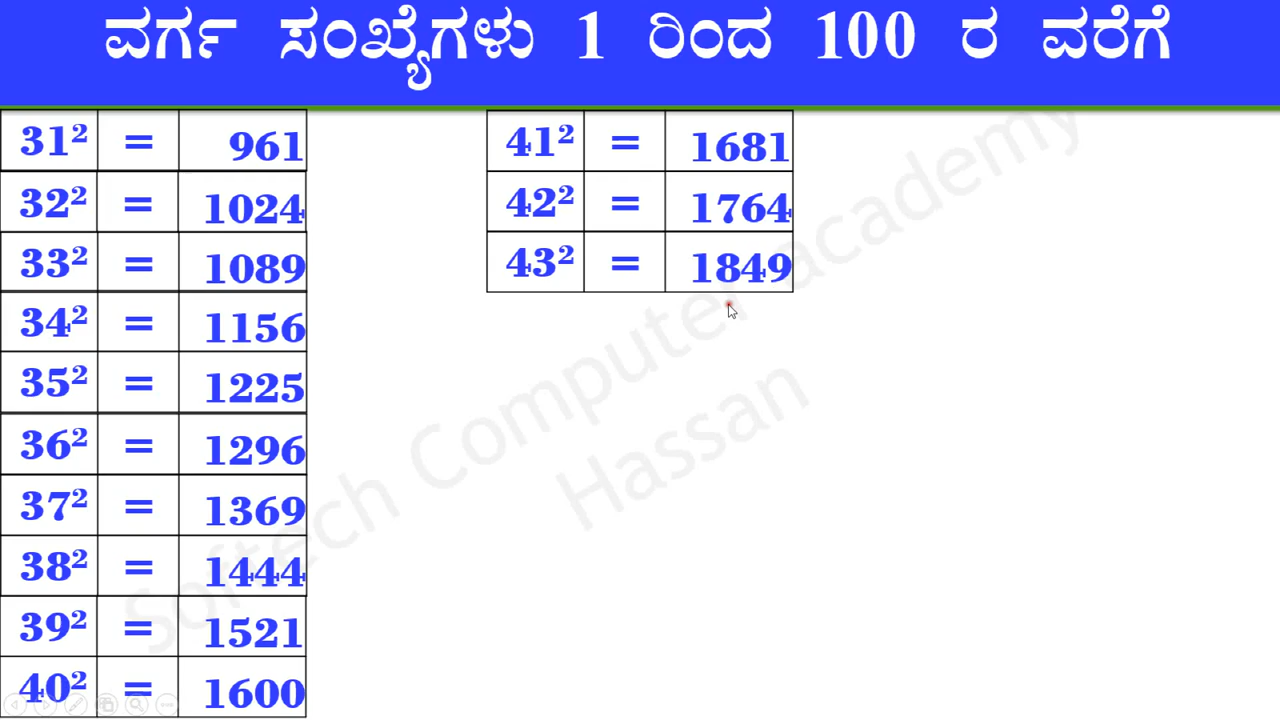 ವರ್ಗ ಸಂಖ್ಯೆಗಳು 1 ರಿಂದ 100 ರ ವರೆಗೆ
31² = 961
32² = 1024
33² = 1089
34² = 1156
35² = 1225
36² = 1296
37² = 1369
38² = 1444
39² = 1521
40² = 1600
41² = 1681
42² = 1764
43² = 1849
Softech Computer academy
Hassan